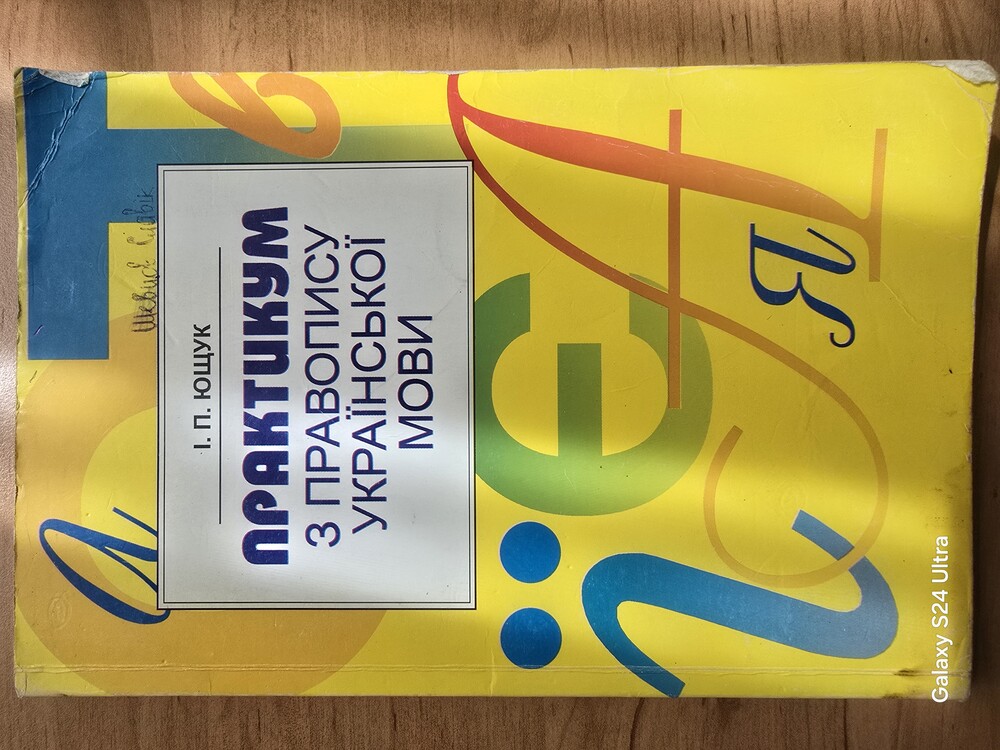 І. П. ЮЩУК
ПРАКТИКУМ
З ПРАВОПИСУ
УКРАЇНСЬКОЇ
МОВИ
Galaxy S24 Ultra